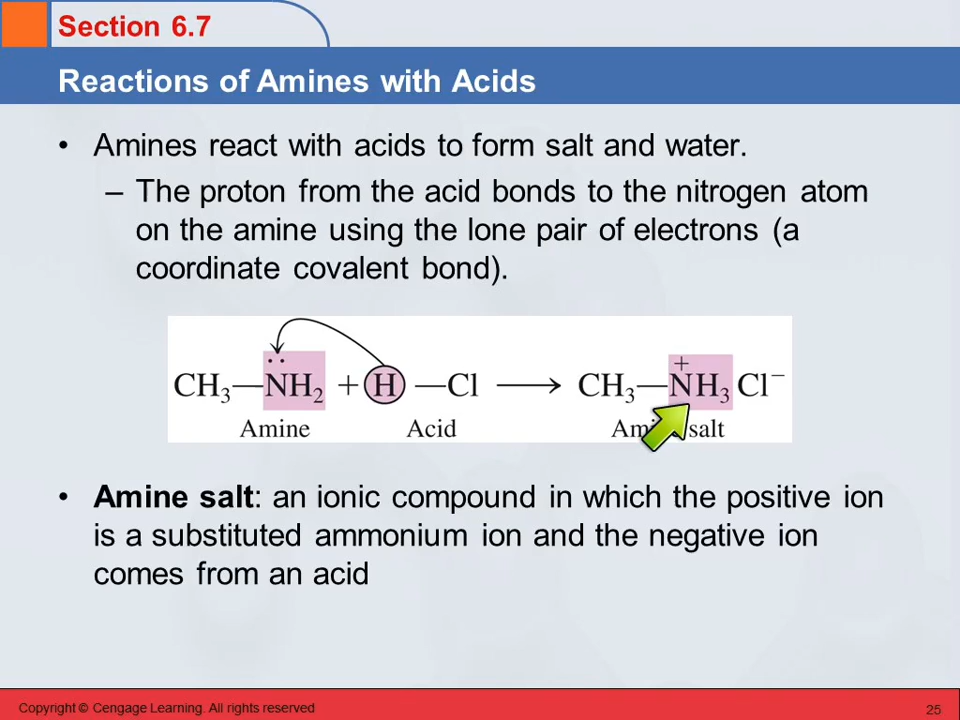 Section 6.7
Reactions of Amines with Acids
• Amines react with acids to form salt and water.
– The proton from the acid bonds to the nitrogen atom
on the amine using the lone pair of electrons (a
coordinate covalent bond).
CH₃—N̈H₂ + H —Cl ⟶ CH₃—N⁺H₃ Cl⁻
Amine Acid salt
• Amine salt: an ionic compound in which the positive ion
is a substituted ammonium ion and the negative ion
comes from an acid
Copyright © Cengage Learning. All rights reserved
25